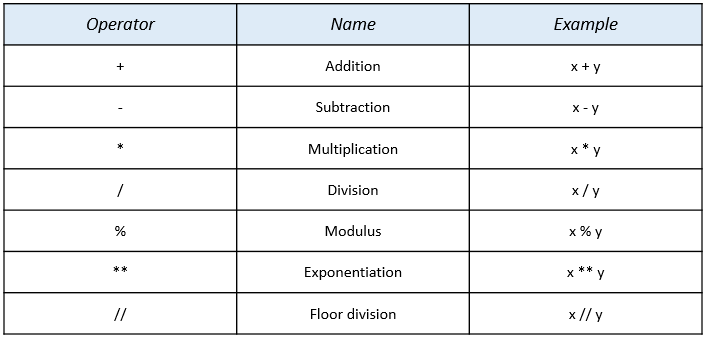 Operator Name Example
+ Addition x + y
- Subtraction x - y
* Multiplication x * y
/ Division x / y
% Modulus x % y
** Exponentiation x ** y
// Floor division x // y